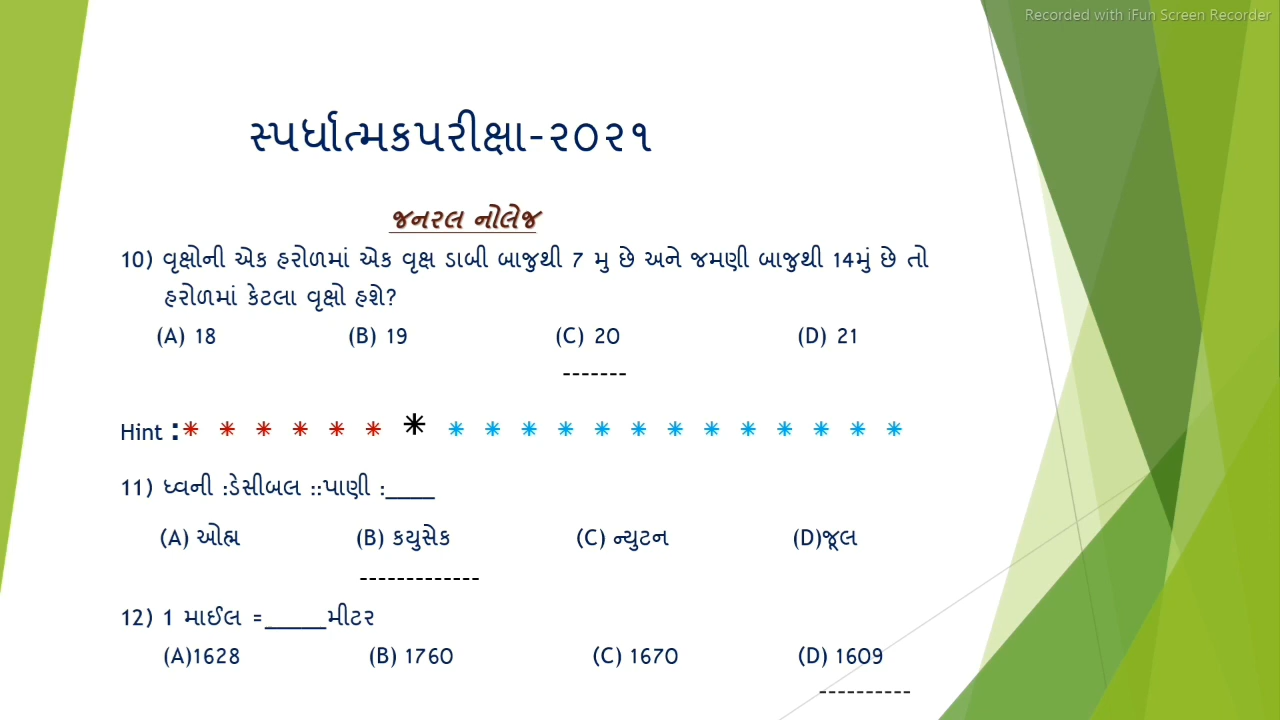 Recorded with iFun Screen Recorder
સ્પર્ધાત્મકપરીક્ષા-૨૦૨૧
જનરલ નોલેજ
10) વૃક્ષોની એક હરોળમાં એક વૃક્ષ ડાબી બાજુથી 7 મુ છે અને જમણી બાજુથી 14મું છે તો
હરોળમાં કેટલા વૃક્ષો હશે?
(A) 18 (B) 19 (C) 20 (D) 21
-------
Hint : * * * * * * * * * * * * * * * * * * * *
11) ધ્વની :ડેસીબલ ::પાણી :____
(A) ઓહ્મ (B) કયુસેક (C) ન્યુટન (D)જૂલ
-------------
12) 1 માઈલ =_____મીટર
(A)1628 (B) 1760 (C) 1670 (D) 1609
----------